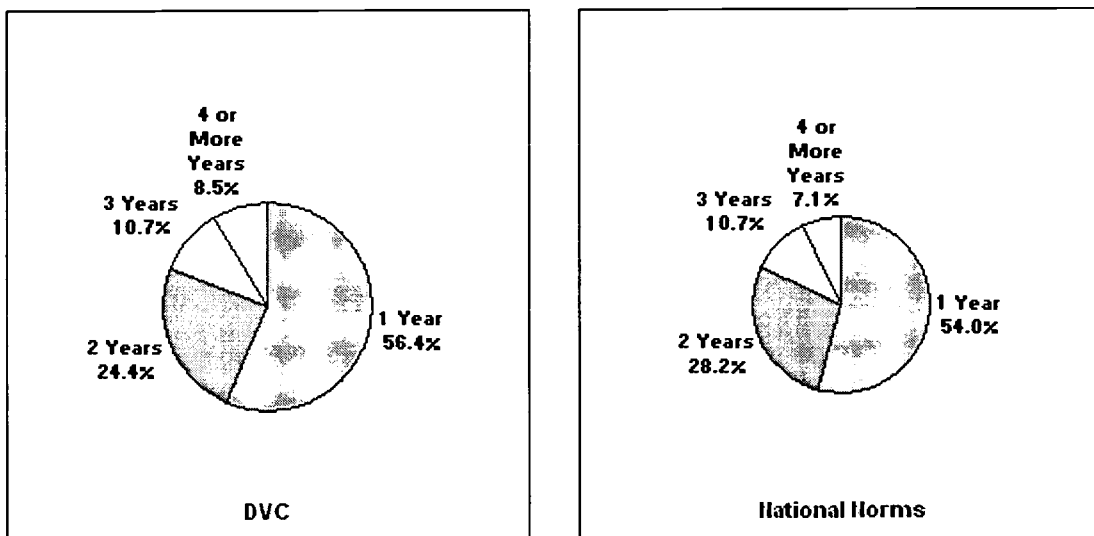 4 or
More
Years
8.5%
3 Years
10.7%
2 Years
24.4%
1 Year
56.4%
DVC
4 or
More
Years
7.1%
3 Years
10.7%
2 Years
28.2%
1 Year
54.0%
National Norms